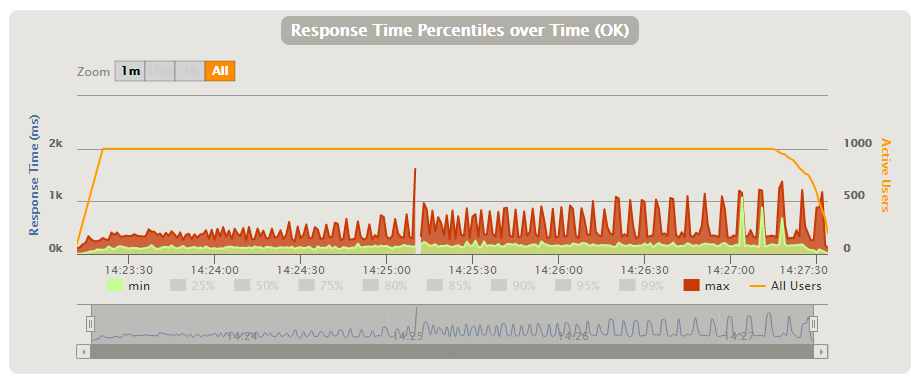 Response Time Percentiles over Time (OK)
Zoom 1m 10m 1h All
Response Time (ms)
2k
1k
0k
1000
500
0
Active Users
14:23:30 14:24:00 14:24:30 14:25:00 14:25:30 14:26:00 14:26:30 14:27:00 14:27:30
min 25% 50% 75% 80% 85% 90% 95% 99% max All Users
14:24 14:25 14:26 14:27